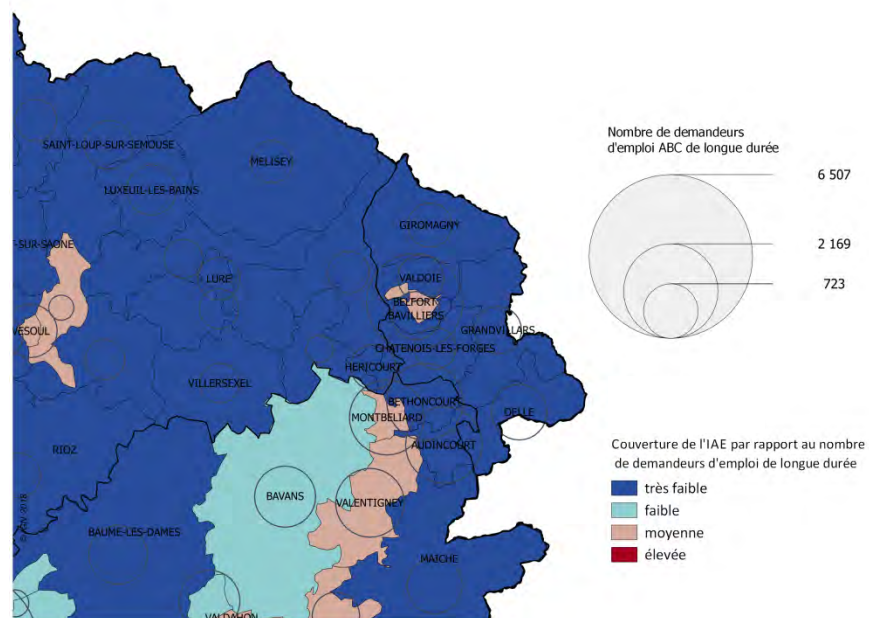 SAINT-LOUP-SUR-SEMOUSE
MELISEY
LUXEUIL-LES-BAINS
GIROMAGNY
T-SUR-SAONE
VALDOIE
LURE
BELFORT
BAVILLIERS
VESOUL
GRANDVILLARS
CHATENOIS-LES-FORGES
HERICOURT
VILLERSEXEL
BETHONCOURT
DELLE
MONTBELIARD
AUDINCOURT
RIOZ
BAVANS
VALENTIGNEY
BAUME-LES-DAMES
MAICHE
VALDAHON
Nombre de demandeurs
d'emploi ABC de longue durée
6 507
2 169
723
Couverture de l'IAE par rapport au nombre
de demandeurs d'emploi de longue durée
très faible
faible
moyenne
élevée